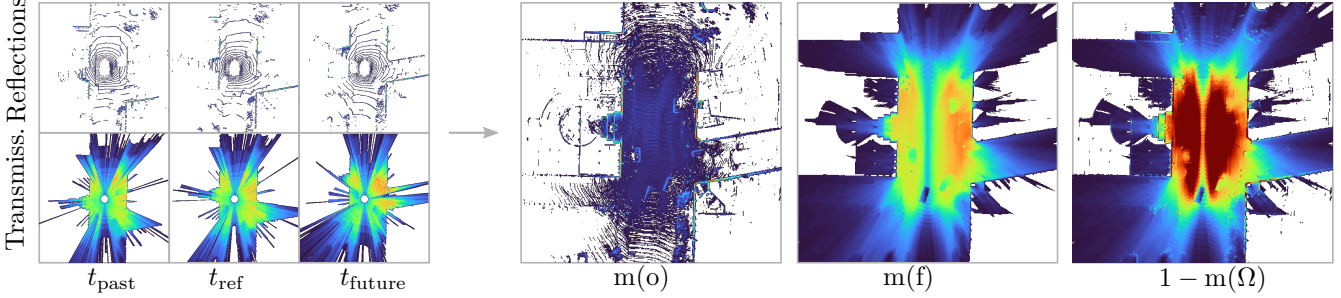 Transmiss. Reflections
t_past t_ref t_future m(o) m(f) 1 − m(Ω)